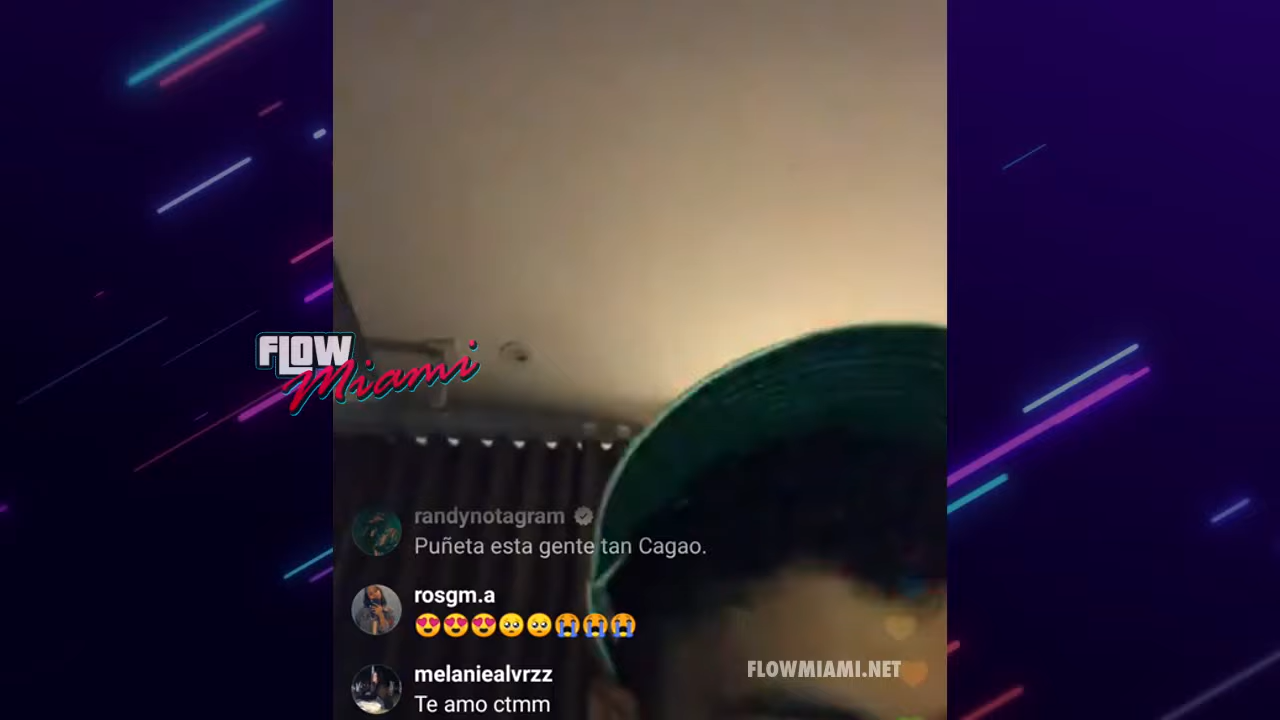 FLOW
Miami
randynotagram
Puñeta esta gente tan Cagao.
rosgm.a
😍😍😍🥺🥺😭😭😭
melaniealvrzz
Te amo ctmm
FLOWMIAMI.NET